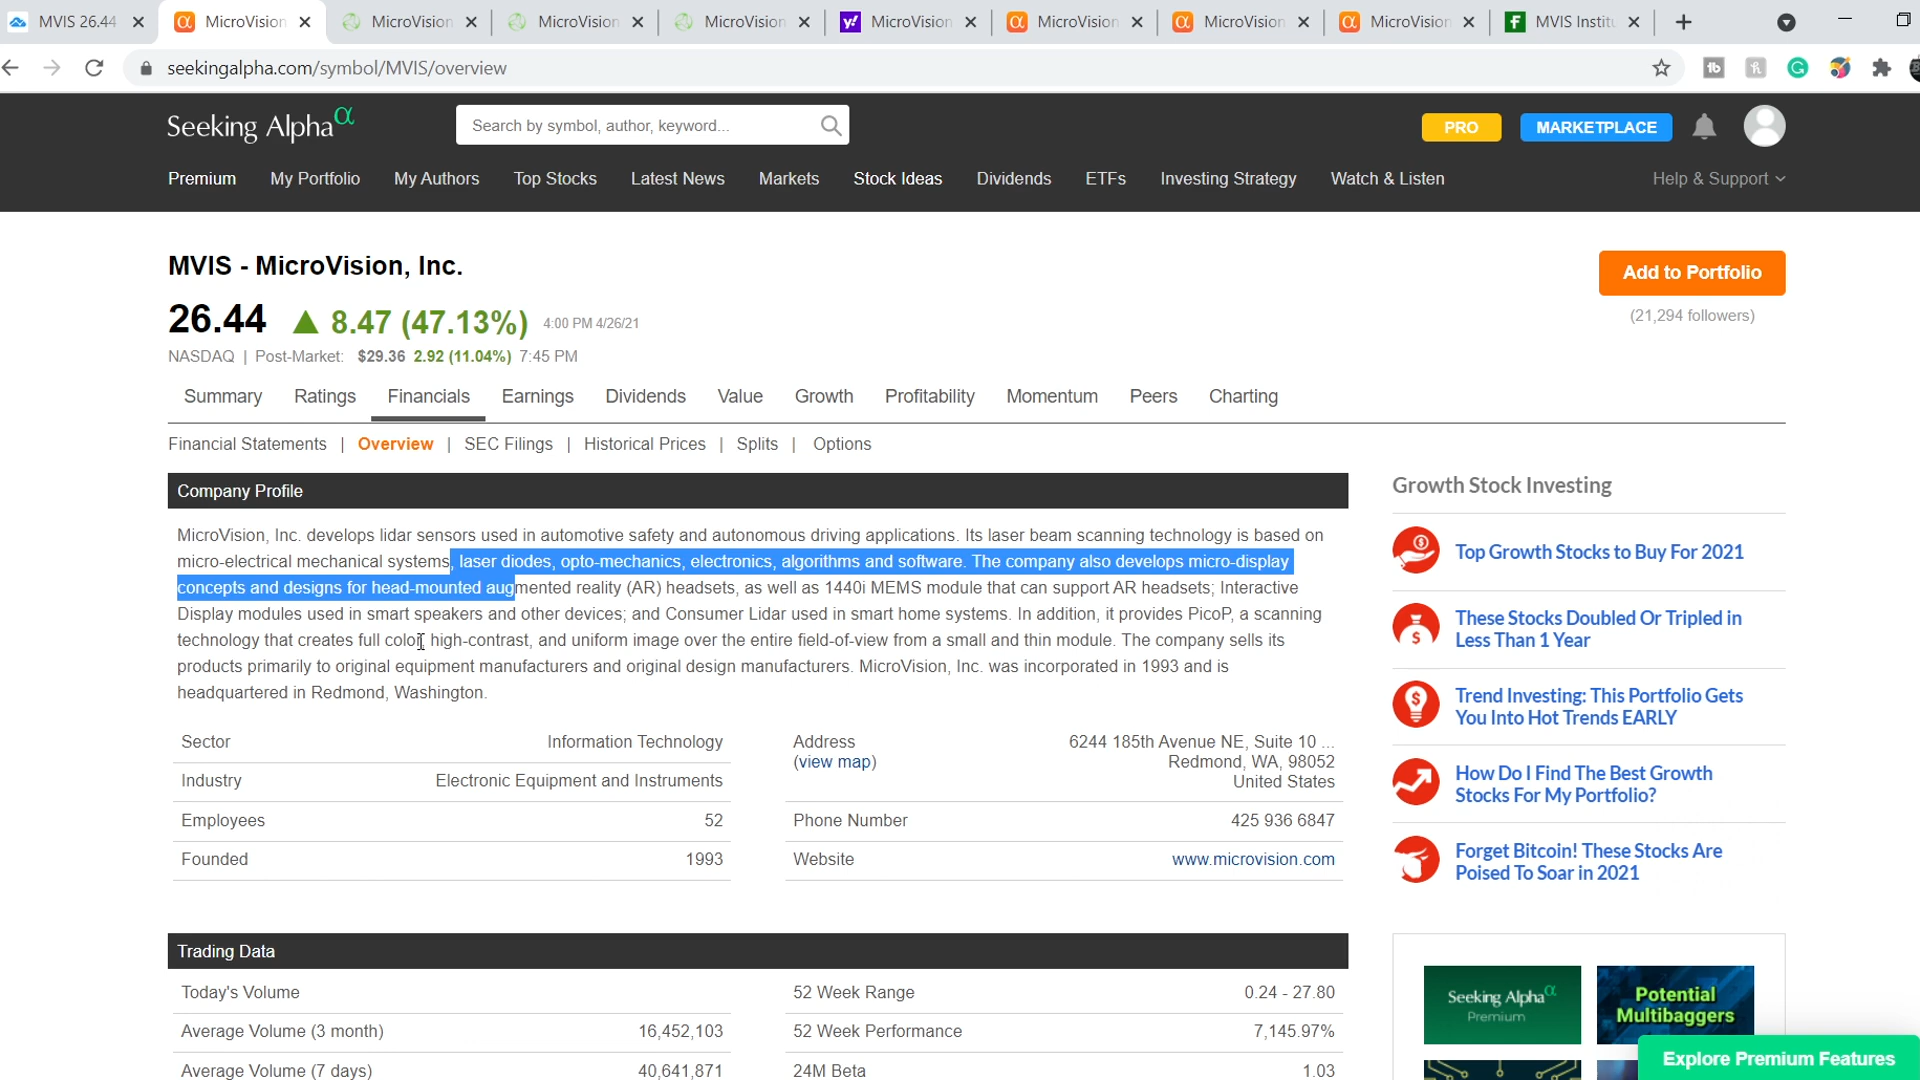 MVIS 26.44
MicroVision
MicroVision
MicroVision
MicroVision
MicroVision
MicroVision
MicroVision
MicroVision
MVIS Institu
seekingalpha.com/symbol/MVIS/overview
Seeking Alpha α
Search by symbol, author, keyword...
PRO
MARKETPLACE
Premium My Portfolio My Authors Top Stocks Latest News Markets Stock Ideas Dividends ETFs Investing Strategy Watch & Listen Help & Support
MVIS - MicroVision, Inc.
Add to Portfolio
(21,294 followers)
26.44 ▲ 8.47 (47.13%) 4:00 PM 4/26/21
NASDAQ | Post-Market: $29.36 2.92 (11.04%) 7:45 PM
Summary Ratings Financials Earnings Dividends Value Growth Profitability Momentum Peers Charting
Financial Statements | Overview | SEC Filings | Historical Prices | Splits | Options
Company Profile
MicroVision, Inc. develops lidar sensors used in automotive safety and autonomous driving applications. Its laser beam scanning technology is based on
micro-electrical mechanical systems, laser diodes, opto-mechanics, electronics, algorithms and software. The company also develops micro-display
concepts and designs for head-mounted augmented reality (AR) headsets, as well as 1440i MEMS module that can support AR headsets; Interactive
Display modules used in smart speakers and other devices; and Consumer Lidar used in smart home systems. In addition, it provides PicoP, a scanning
technology that creates full color, high-contrast, and uniform image over the entire field-of-view from a small and thin module. The company sells its
products primarily to original equipment manufacturers and original design manufacturers. MicroVision, Inc. was incorporated in 1993 and is
headquartered in Redmond, Washington.
Sector Information Technology
Industry Electronic Equipment and Instruments
Employees 52
Founded 1993
Address 6244 185th Avenue NE, Suite 10 ...
(view map) Redmond, WA, 98052
United States
Phone Number 425 936 6847
Website www.microvision.com
Trading Data
Today's Volume
Average Volume (3 month) 16,452,103
Average Volume (7 days) 40,641,871
52 Week Range 0.24 - 27.80
52 Week Performance 7,145.97%
24M Beta 1.03
Growth Stock Investing
Top Growth Stocks to Buy For 2021
These Stocks Doubled Or Tripled in
Less Than 1 Year
Trend Investing: This Portfolio Gets
You Into Hot Trends EARLY
How Do I Find The Best Growth
Stocks For My Portfolio?
Forget Bitcoin! These Stocks Are
Poised To Soar in 2021
Seeking Alpha α
Premium
Potential
Multibaggers
Explore Premium Features